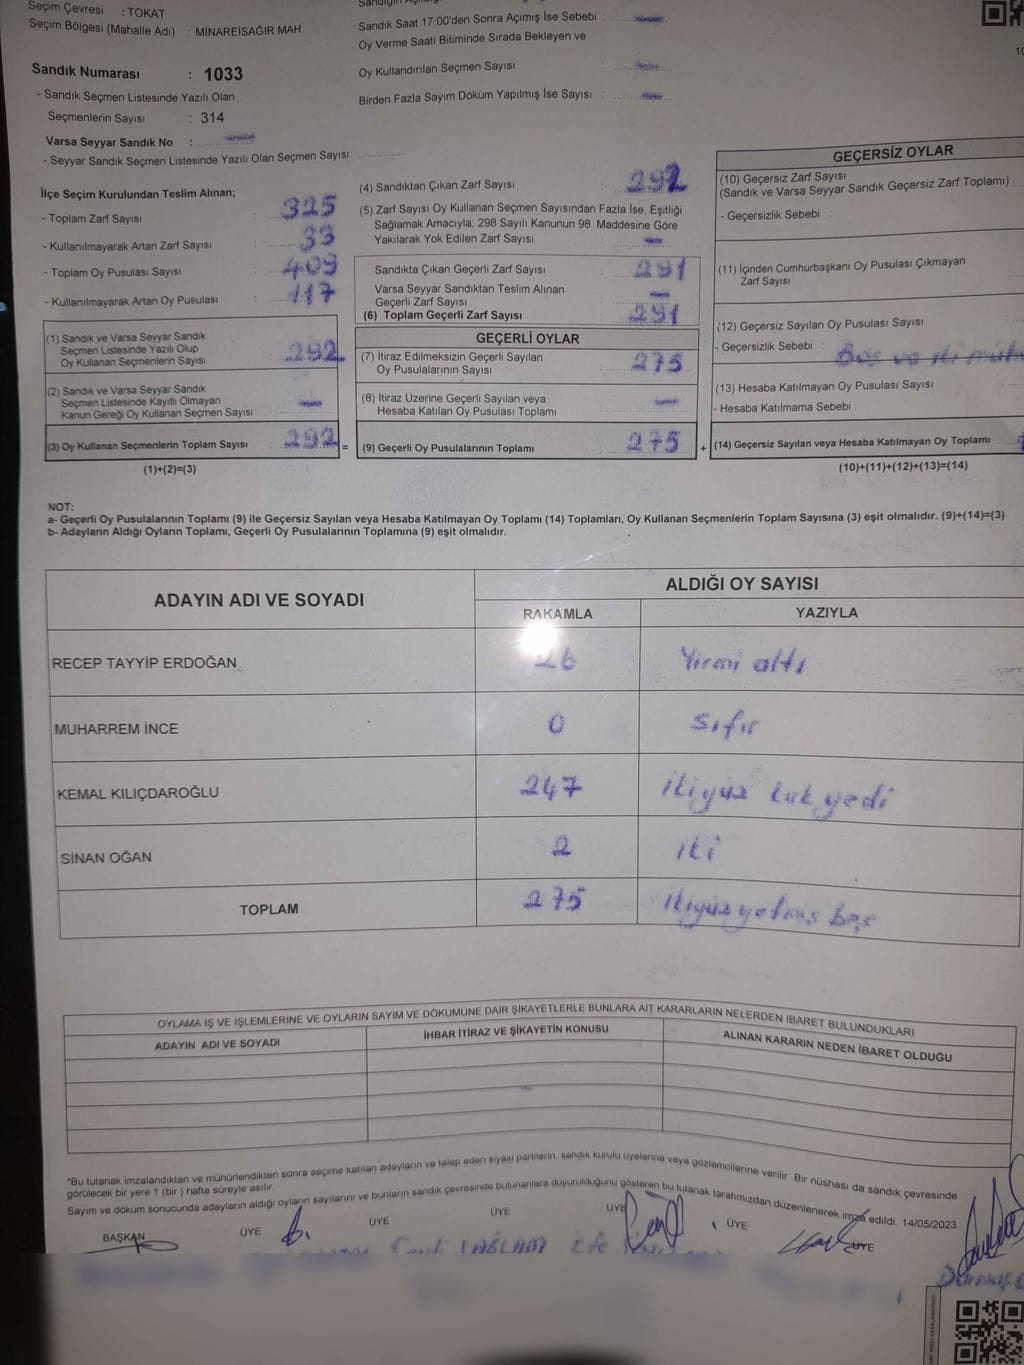 Seçim Çevresi : TOKAT
Seçim Bölgesi (Mahalle Adı) : MİNAREİSAĞIR MAH.
Sandık Numarası : 1033
- Sandık Seçmen Listesinde Yazılı Olan
Seçmenlerin Sayısı : 314
Varsa Seyyar Sandık No :
- Seyyar Sandık Seçmen Listesinde Yazılı Olan Seçmen Sayısı:
İlçe Seçim Kurulundan Teslim Alınan;
- Toplam Zarf Sayısı : 325
- Kullanılmayarak Artan Zarf Sayısı : 33
- Toplam Oy Pusulası Sayısı : 409
- Kullanılmayarak Artan Oy Pusulası : 117
(1) Sandık ve Varsa Seyyar Sandık
Seçmen Listesinde Yazılı Olup
Oy Kullanan Seçmenlerin Sayısı : 292
(2) Sandık ve Varsa Seyyar Sandık
Seçmen Listesinde Kayıtlı Olmayan
Kanun Gereği Oy Kullanan Seçmen Sayısı :
(3) Oy Kullanan Seçmenlerin Toplam Sayısı : 292 =
(1)+(2)=(3)
Sandık Saat 17:00'den Sonra Açımış İse Sebebi :
Oy Verme Saati Bitiminde Sırada Bekleyen ve
Oy Kullandırılan Seçmen Sayısı :
Birden Fazla Sayım Döküm Yapılmış İse Sayısı :
(4) Sandıktan Çıkan Zarf Sayısı : 292
(5) Zarf Sayısı Oy Kullanan Seçmen Sayısından Fazla İse, Eşitliği
Sağlamak Amacıyla; 298 Sayılı Kanunun 98. Maddesine Göre
Yakılarak Yok Edilen Zarf Sayısı :
Sandıkta Çıkan Geçerli Zarf Sayısı : 291
Varsa Seyyar Sandıktan Teslim Alınan
Geçerli Zarf Sayısı :
(6) Toplam Geçerli Zarf Sayısı : 291
GEÇERLİ OYLAR
(7) İtiraz Edilmeksizin Geçerli Sayılan
Oy Pusulalarının Sayısı : 275
(8) İtiraz Üzerine Geçerli Sayılan veya
Hesaba Katılan Oy Pusulası Toplamı :
(9) Geçerli Oy Pusulalarının Toplamı : 275 +
GEÇERSİZ OYLAR
(10) Geçersiz Zarf Sayısı
(Sandık ve Varsa Seyyar Sandık Geçersiz Zarf Toplamı) :
- Geçersizlik Sebebi :
(11) İçinden Cumhurbaşkanı Oy Pusulası Çıkmayan
Zarf Sayısı
(12) Geçersiz Sayılan Oy Pusulası Sayısı :
- Geçersizlik Sebebi : Boş ve iki
(13) Hesaba Katılmayan Oy Pusulası Sayısı :
- Hesaba Katılmama Sebebi :
(14) Geçersiz Sayılan veya Hesaba Katılmayan Oy Toplamı :
(10)+(11)+(12)+(13)=(14)
NOT:
a- Geçerli Oy Pusulalarının Toplamı (9) ile Geçersiz Sayılan veya Hesaba Katılmayan Oy Toplamı (14) Toplamları, Oy Kullanan Seçmenlerin Toplam Sayısına (3) eşit olmalıdır. (9)+(14)=(3)
b- Adayların Aldığı Oyların Toplamı, Geçerli Oy Pusulalarının Toplamına (9) eşit olmalıdır.
ADAYIN ADI VE SOYADI
ALDIĞI OY SAYISI
RAKAMLA YAZIYLA
RECEP TAYYİP ERDOĞAN 26 Yirmi altı
MUHARREM İNCE 0 sıfır
KEMAL KILIÇDAROĞLU 247 ikiyüz kırk yedi
SİNAN OĞAN 2 iki
TOPLAM 275 ikiyüzyetmiş beş
OYLAMA İŞ VE İŞLEMLERİNE VE OYLARIN SAYIM VE DÖKÜMÜNE DAİR ŞİKAYETLERLE BUNLARA AİT KARARLARIN NELERDEN İBARET BULUNDUKLARI
ADAYIN ADI VE SOYADI İHBAR İTİRAZ VE ŞİKAYETİN KONUSU ALINAN KARARIN NEDEN İBARET OLDUĞU
*Bu tutanak imzalandıktan ve mühürlendikten sonra seçime katılan adayların ve talep eden siyasi partilerin sandık kurulu üyelerine veya gözlemcilerine verilir. Bir nüshası da sandık çevresinde
görülecek bir yere 1 (bir ) hafta süreyle asılır.
Sayım ve döküm sonucunda adayların aldığı oyların sayılarını ve bunların sandık çevresinde bulunanlara duyurulduğunu gösteren bu tutanak tarafımızdan düzenlenerek imza edildi. 14/05/2023
BAŞKAN ÜYE ÜYE ÜYE ÜYE ÜYE ÜYE